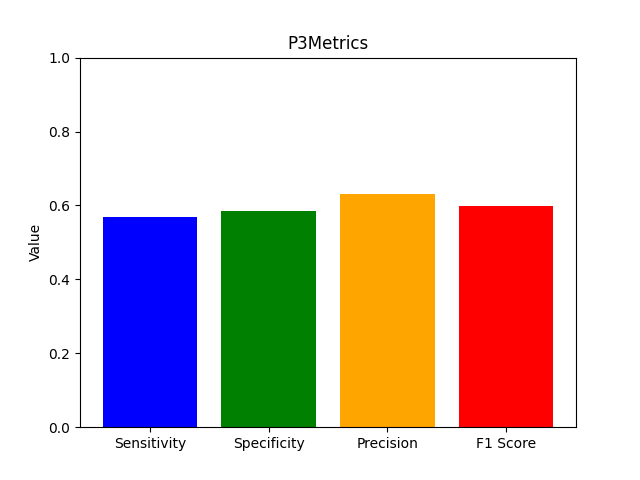 P3Metrics
1.0
0.8
0.6
0.4
0.2
0.0
Value
Sensitivity
Specificity
Precision
F1 Score